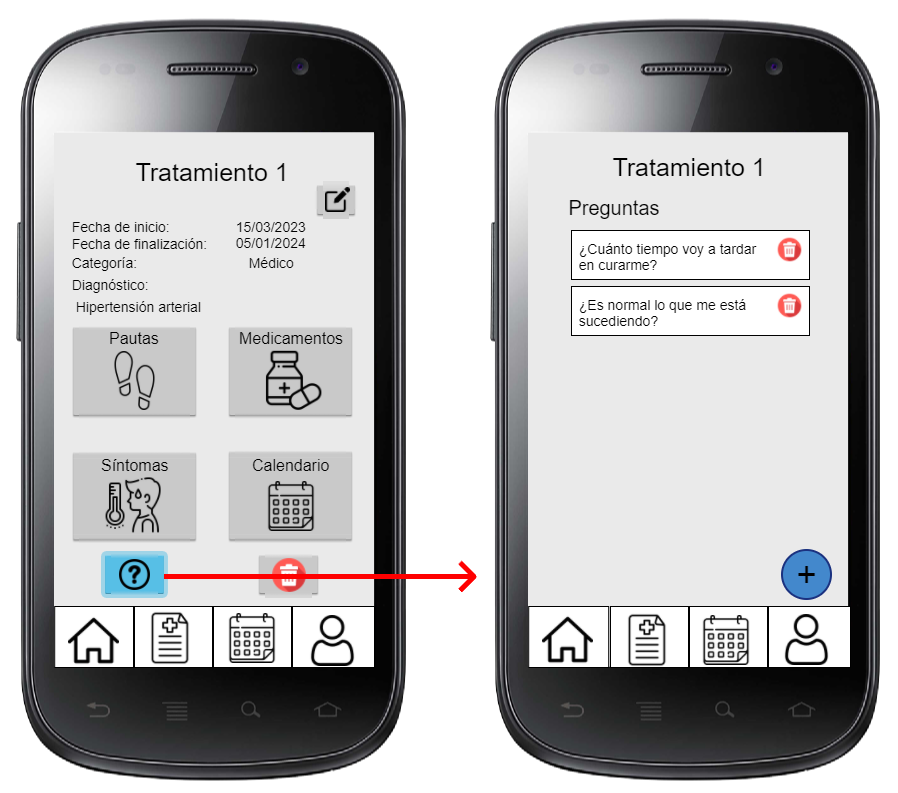 Tratamiento 1
Fecha de inicio: 15/03/2023
Fecha de finalización: 05/01/2024
Categoría: Médico
Diagnóstico:
Hipertensión arterial
Pautas
Medicamentos
Síntomas
Calendario
?
Tratamiento 1
Preguntas
¿Cuánto tiempo voy a tardar
en curarme?
¿Es normal lo que me está
sucediendo?
+